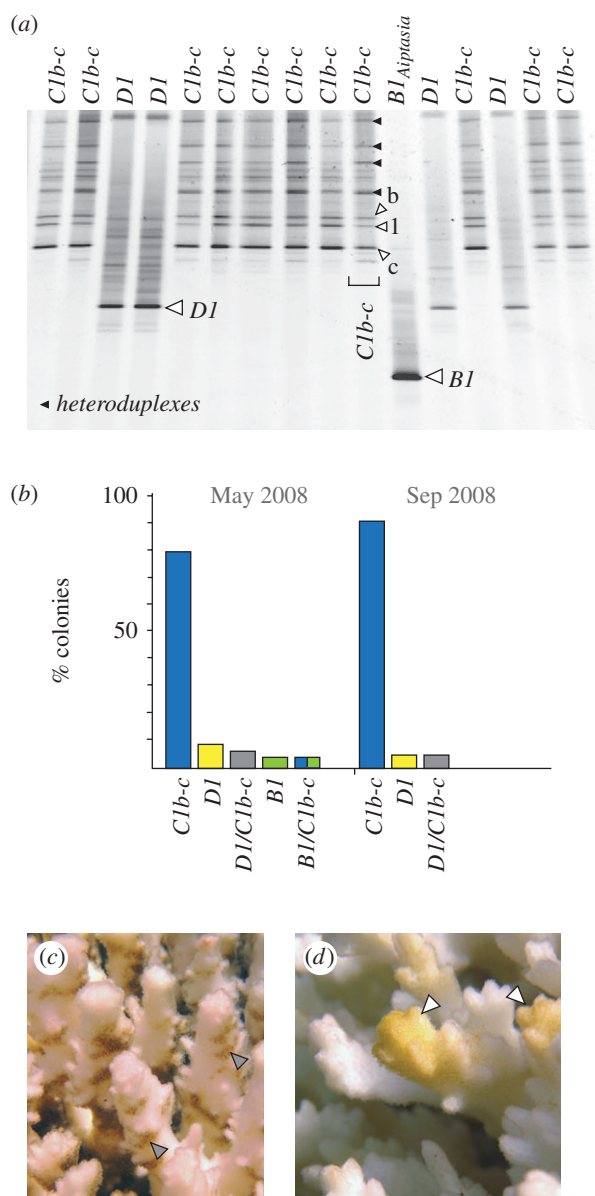 (a)
C1b-c C1b-c D1 D1 C1b-c C1b-c C1b-c C1b-c C1b-c C1b-c B1Aiptasia D1 C1b-c D1 C1b-c C1b-c
b
1
c
D1
C1b-c
B1
heteroduplexes
(b)
100
May 2008 Sep 2008
50
% colonies
C1b-c D1 D1/C1b-c B1 B1/C1b-c C1b-c D1 D1/C1b-c
(c) (d)